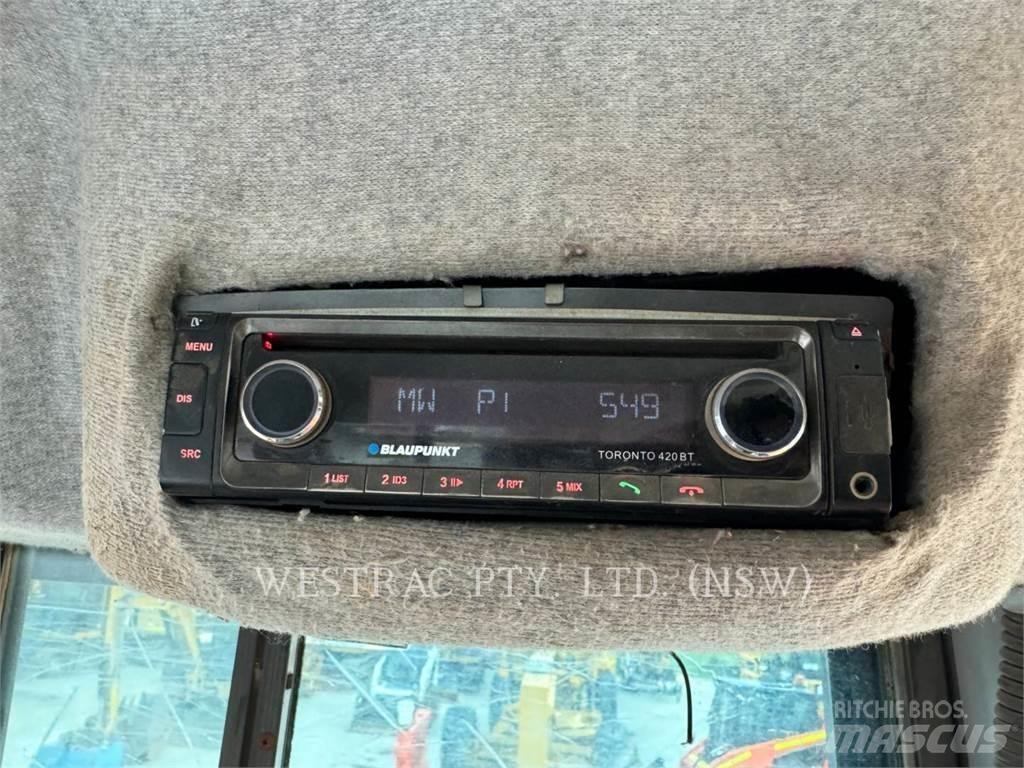 MENU
DIS
SRC
MW P1 549
BLAUPUNKT
TORONTO 420 BT
1 LIST 2 ID3 3 4 RPT 5 MIX
WESTRAC PTY. LTD. (NSW)
RITCHIE BROS.
MASCUS